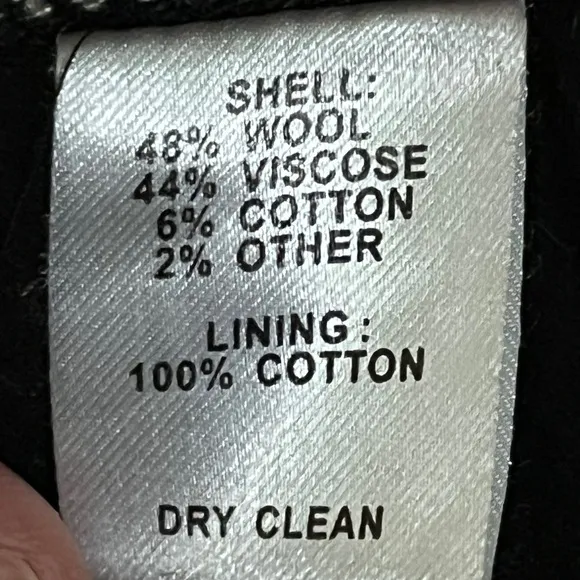 SHELL:
48% WOOL
44% VISCOSE
6% COTTON
2% OTHER
LINING:
100% COTTON
DRY CLEAN